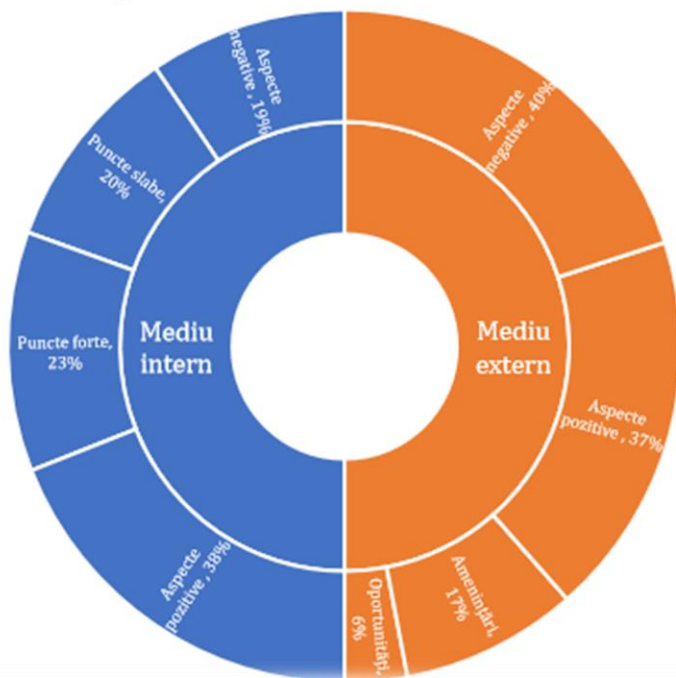 Aspecte
negative , 19%
Puncte slabe,
20%
Puncte forte,
23%
Aspecte
pozitive , 38%
Mediu
intern
Mediu
extern
Aspecte
negative , 40%
Aspecte
pozitive , 37%
Amenințări,
17%
Oportunități,
6%